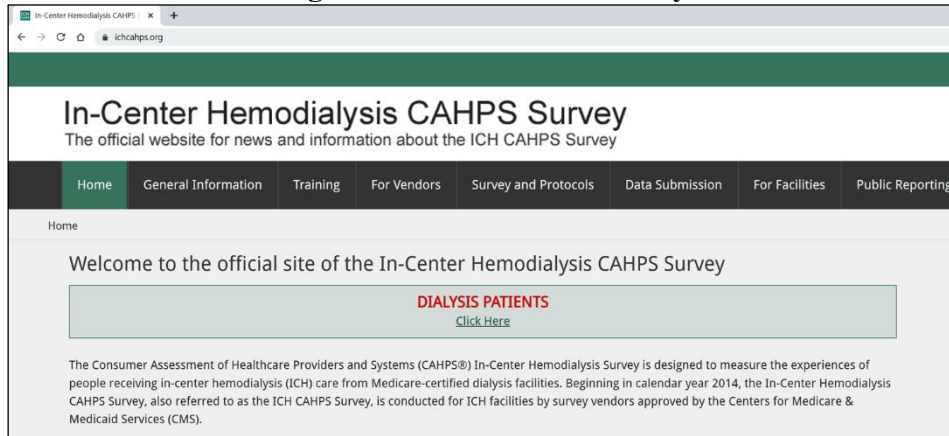 In-Center Hemodialysis CAHPS
ichcahps.org
In-Center Hemodialysis CAHPS Survey
The official website for news and information about the ICH CAHPS Survey
Home General Information Training For Vendors Survey and Protocols Data Submission For Facilities Public Reporting
Home
Welcome to the official site of the In-Center Hemodialysis CAHPS Survey
DIALYSIS PATIENTS
Click Here
The Consumer Assessment of Healthcare Providers and Systems (CAHPS®) In-Center Hemodialysis Survey is designed to measure the experiences of
people receiving in-center hemodialysis (ICH) care from Medicare-certified dialysis facilities. Beginning in calendar year 2014, the In-Center Hemodialysis
CAHPS Survey, also referred to as the ICH CAHPS Survey, is conducted for ICH facilities by survey vendors approved by the Centers for Medicare &
Medicaid Services (CMS).